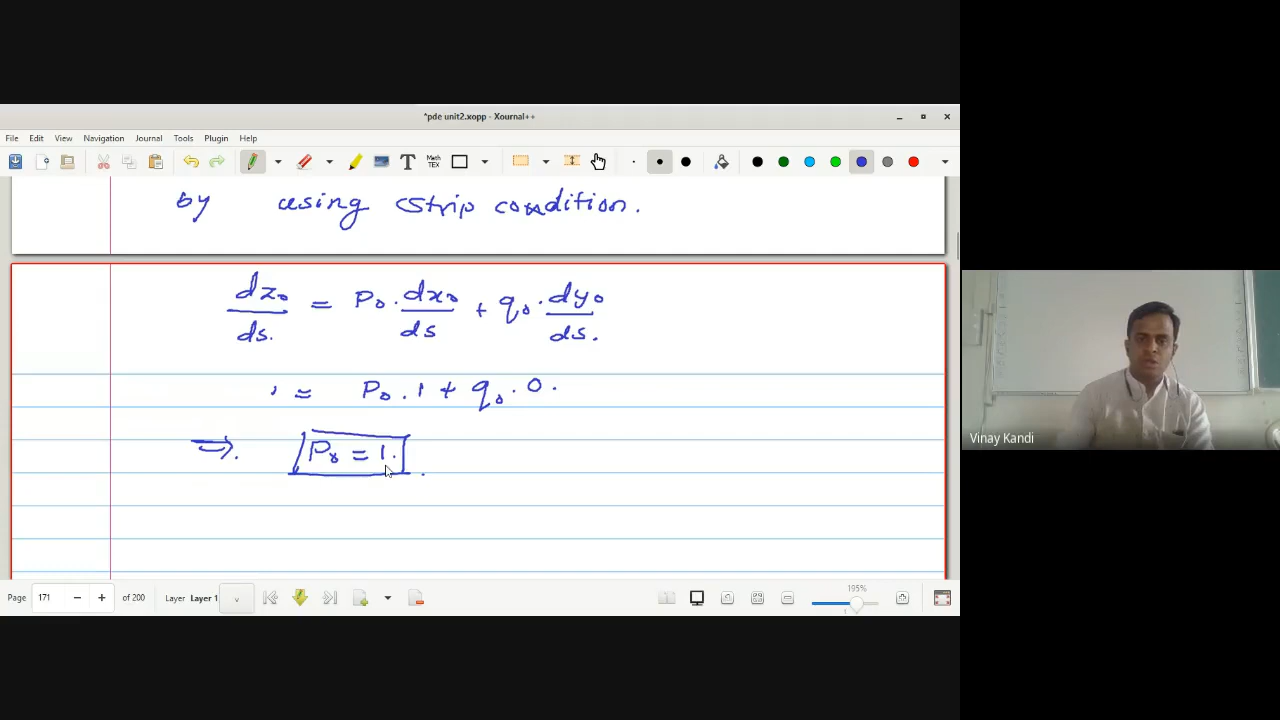 ^pde unit2.xopp - Xournal++
File Edit View Navigation Journal Tools Plugin Help
by using strip condition.
dz₀/ds. = P₀ . dx₀/ds + q₀ . dy₀/ds.
1 = P₀ . 1 + q₀ . 0 .
⇒. P₀ = 1. .
Vinay Kandi
Page 171 of 200 Layer Layer 1 195%